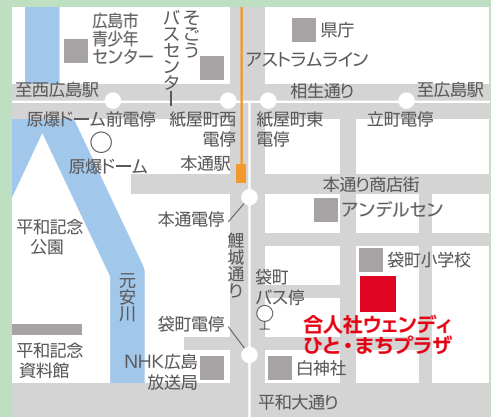 広島市
青少年
センター
そごう
バスセンター
県庁
アストラムライン
至西広島駅
相生通り
至広島駅
原爆ドーム前電停
紙屋町西
電停
紙屋町東
電停
立町電停
原爆ドーム
本通駅
本通り商店街
本通電停
アンデルセン
平和記念
公園
鯉城通り
袋町小学校
元安川
袋町
バス停
袋町電停
合人社ウェンディ
ひと・まちプラザ
平和記念
資料館
NHK広島
放送局
白神社
平和大通り